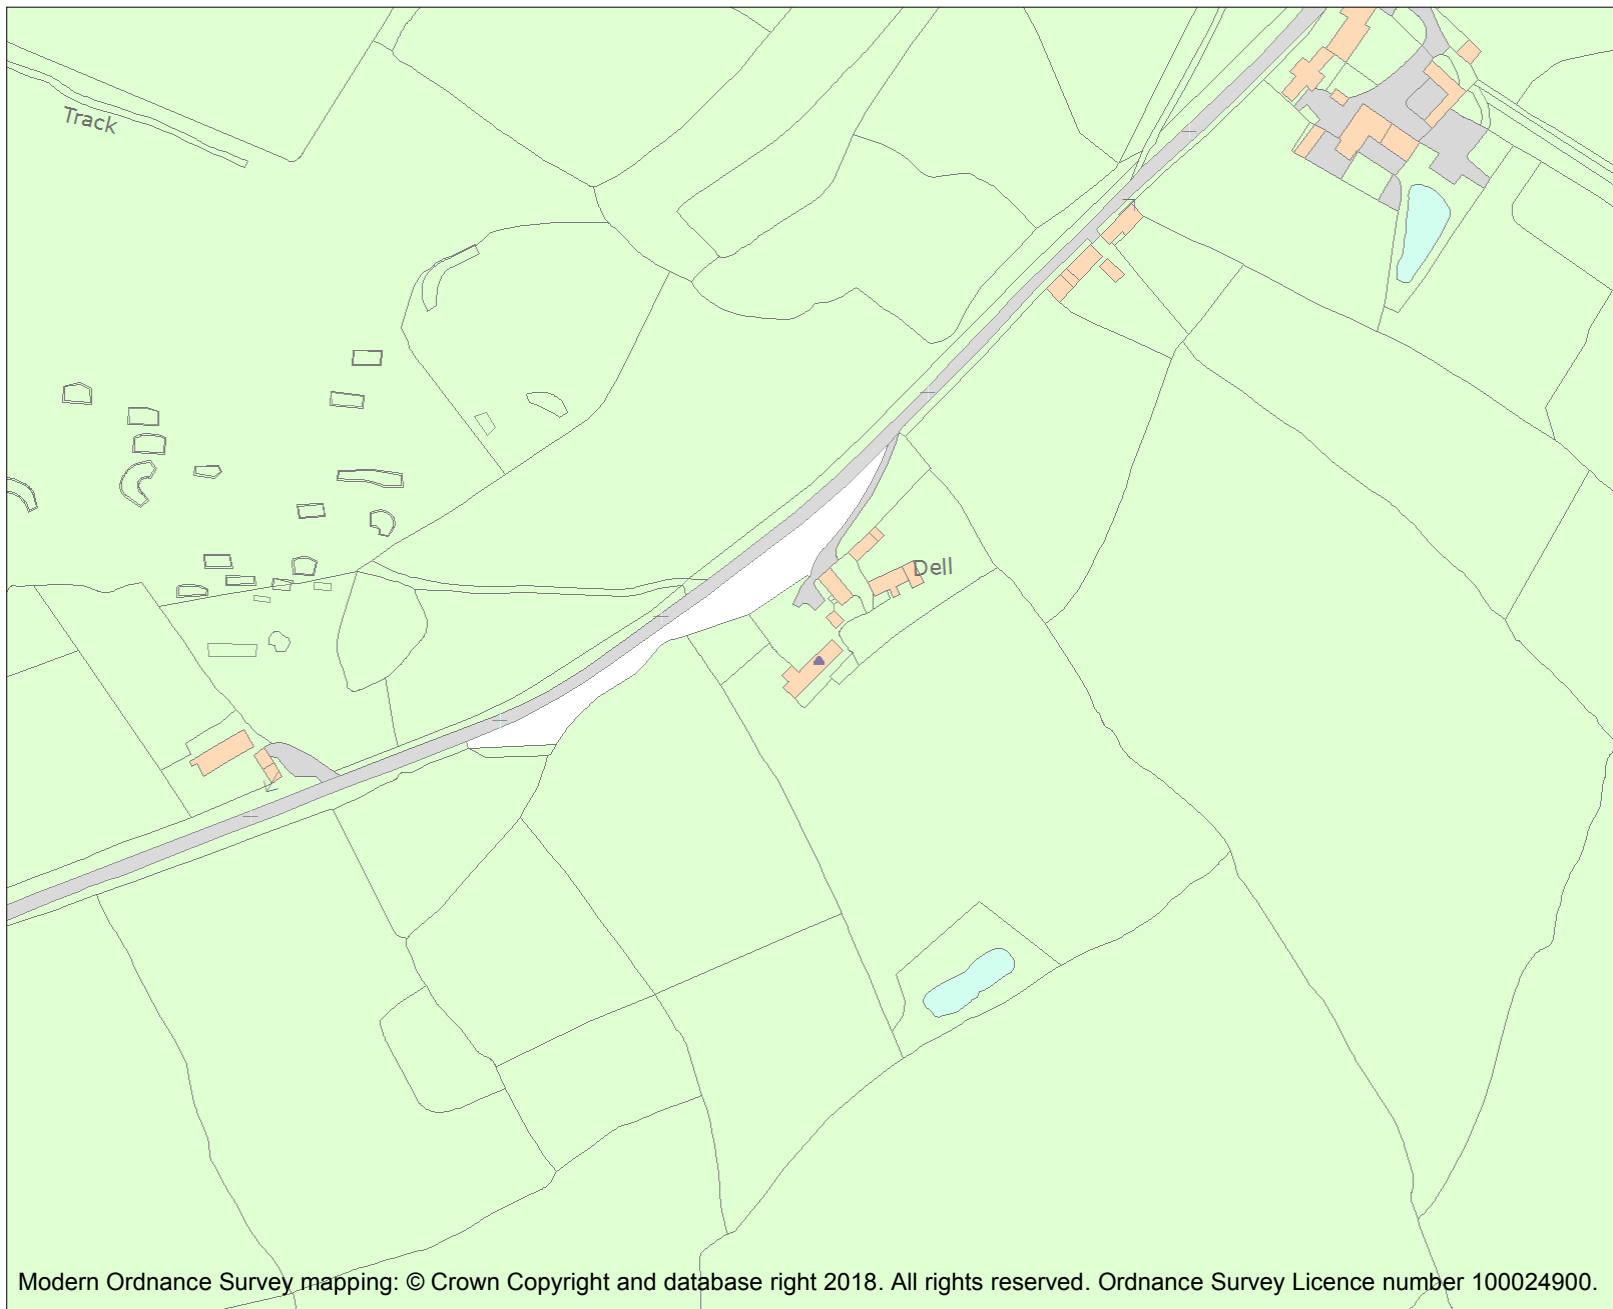 Track
Dell
Modern Ordnance Survey mapping: © Crown Copyright and database right 2018. All rights reserved. Ordnance Survey Licence number 100024900.